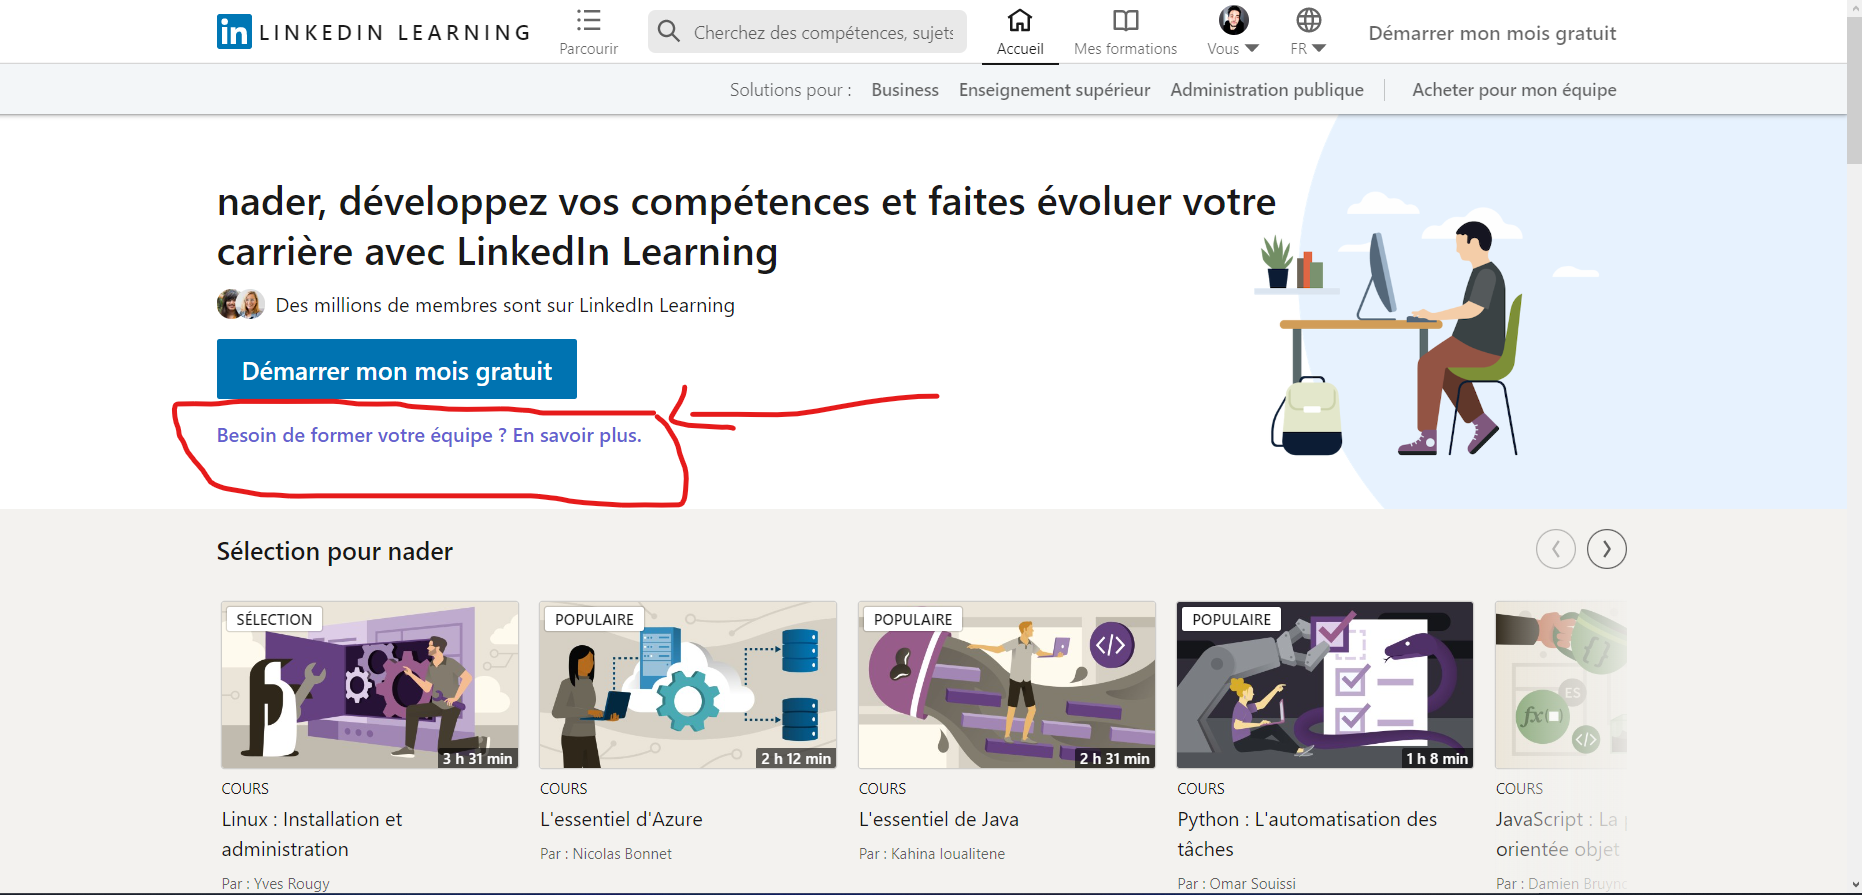 in LINKEDIN LEARNING
Parcourir
Cherchez des compétences, sujets
Accueil
Mes formations
Vous
FR
Démarrer mon mois gratuit
Solutions pour :
Business
Enseignement supérieur
Administration publique
Acheter pour mon équipe
nader, développez vos compétences et faites évoluer votre
carrière avec LinkedIn Learning
Des millions de membres sont sur LinkedIn Learning
Démarrer mon mois gratuit
Besoin de former votre équipe ? En savoir plus.
Sélection pour nader
SÉLECTION
3 h 31 min
COURS
Linux : Installation et
administration
Par : Yves Rougy
POPULAIRE
2 h 12 min
COURS
L'essentiel d'Azure
Par : Nicolas Bonnet
POPULAIRE
</>
2 h 31 min
COURS
L'essentiel de Java
Par : Kahina Ioualitene
POPULAIRE
1 h 8 min
COURS
Python : L'automatisation des
tâches
Par : Omar Souissi
{}
ES
fx
</>
COURS
JavaScript : La
orientée objet
Par : Damien